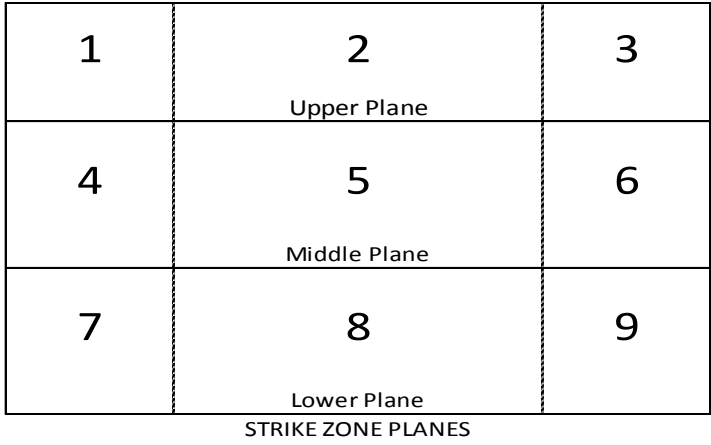 1 2 3
Upper Plane
4 5 6
Middle Plane
7 8 9
Lower Plane
STRIKE ZONE PLANES